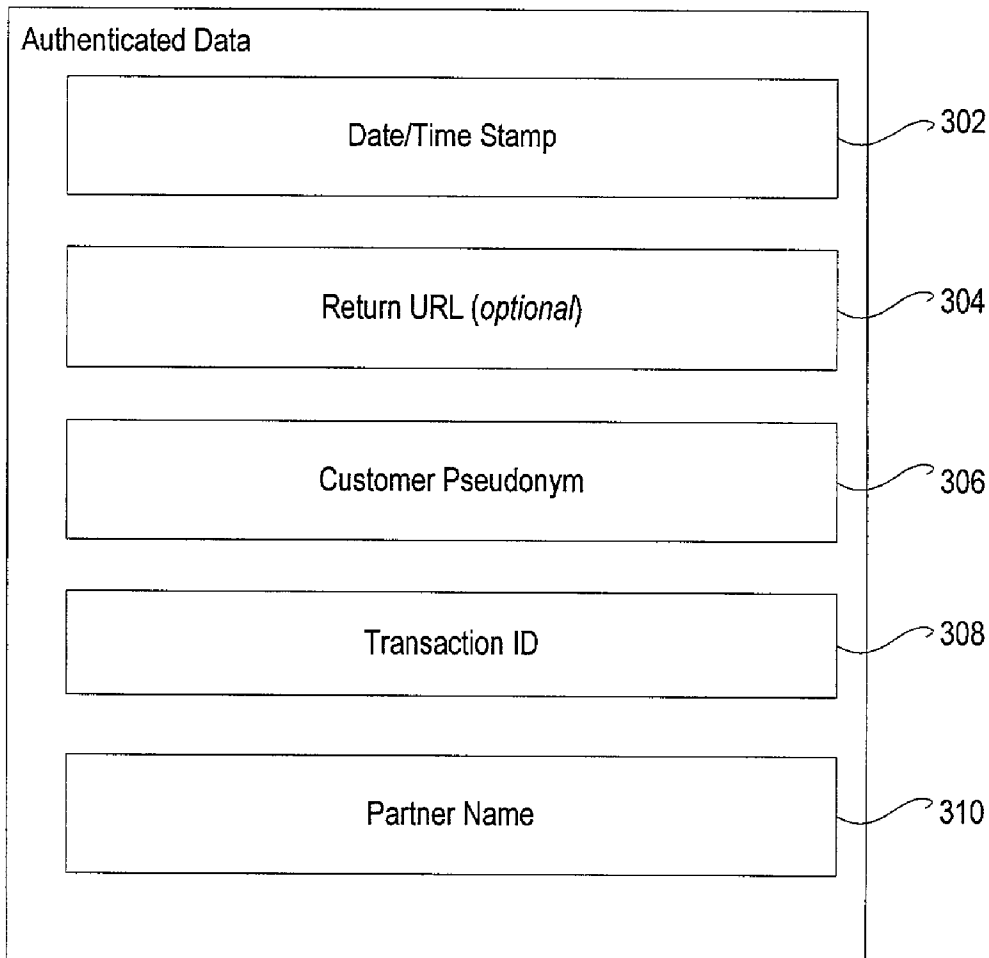 Authenticated Data
Date/Time Stamp
302
Return URL (optional)
304
Customer Pseudonym
306
Transaction ID
308
Partner Name
310